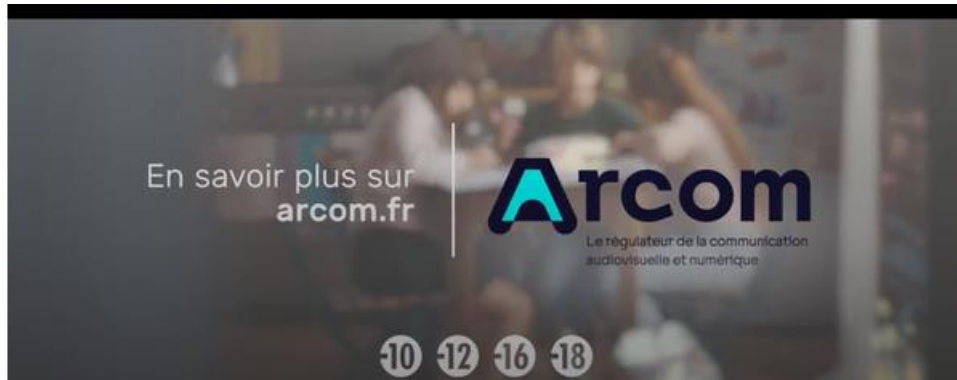 En savoir plus sur
arcom.fr
Arcom
Le régulateur de la communication
audiovisuelle et numérique
-10 -12 -16 -18